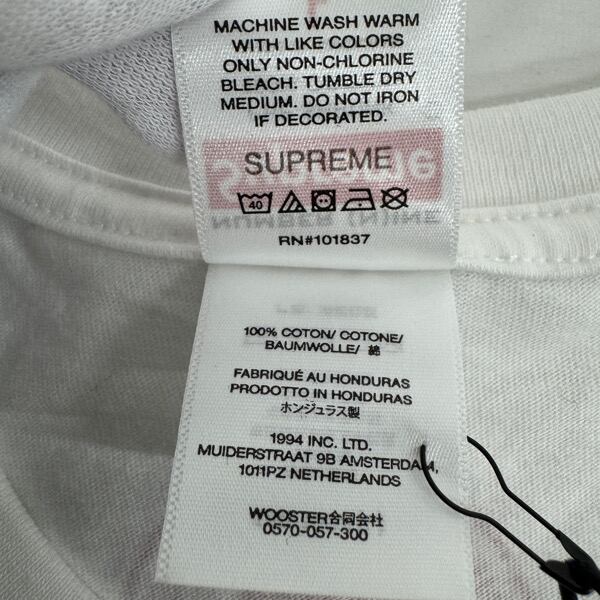 MACHINE WASH WARM
WITH LIKE COLORS
ONLY NON-CHLORINE
BLEACH. TUMBLE DRY
MEDIUM. DO NOT IRON
IF DECORATED.
SUPREME
40
RN#101837
100% COTON/ COTONE/
BAUMWOLLE/ 綿
FABRIQUÉ AU HONDURAS
PRODOTTO IN HONDURAS
ホンジュラス製
1994 INC. LTD.
MUIDERSTRAAT 9B AMSTERDAM,
1011PZ NETHERLANDS
WOOSTER合同会社
0570-057-300